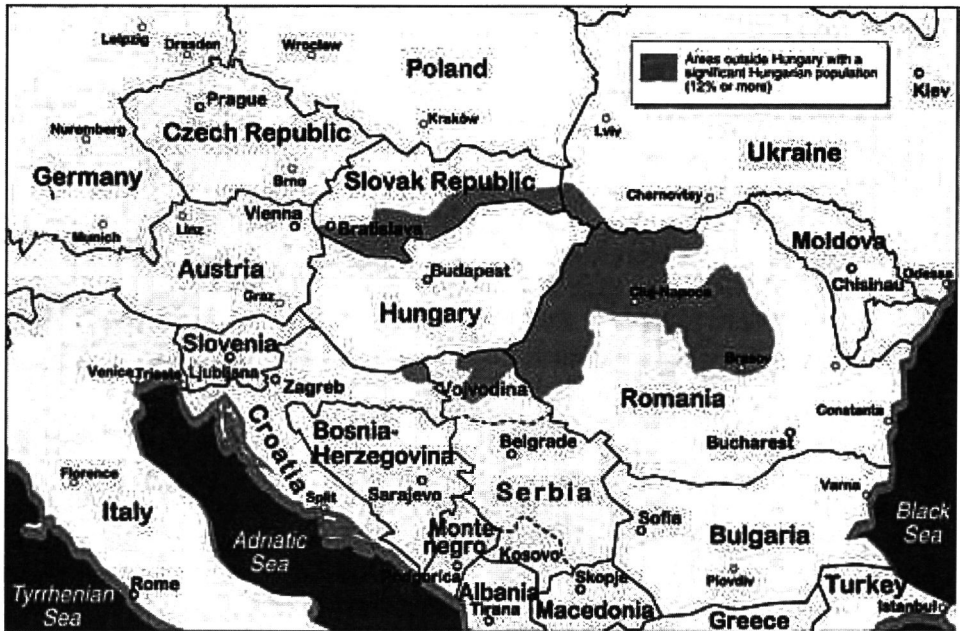 Leipzig
Dresden
Wrocław
Poland
Areas outside Hungary with a
significant Hungarian population
(12% or more)
Kiev
Prague
Czech Republic
Kraków
Lviv
Nuremberg
Ukraine
Germany
Brno
Slovak Republic
Chernovtsy
Vienna
Bratislava
Linz
Munich
Moldova
Budapest
Chisinau
Odessa
Austria
Graz
Hungary
Cluj-Napoca
Slovenia
Ljubljana
Venice
Trieste
Zagreb
Vojvodina
Brasov
Romania
Croatia
Constanta
Bosnia-
Herzegovina
Belgrade
Bucharest
Florence
Sarajevo
Split
Serbia
Varna
Italy
Sofia
Black
Sea
Adriatic
Sea
Monte-
negro
Kosovo
Bulgaria
Podgorica
Skopje
Plovdiv
Rome
Tyrrhenian
Sea
Albania
Tirana
Macedonia
Turkey
Istanbul
Greece